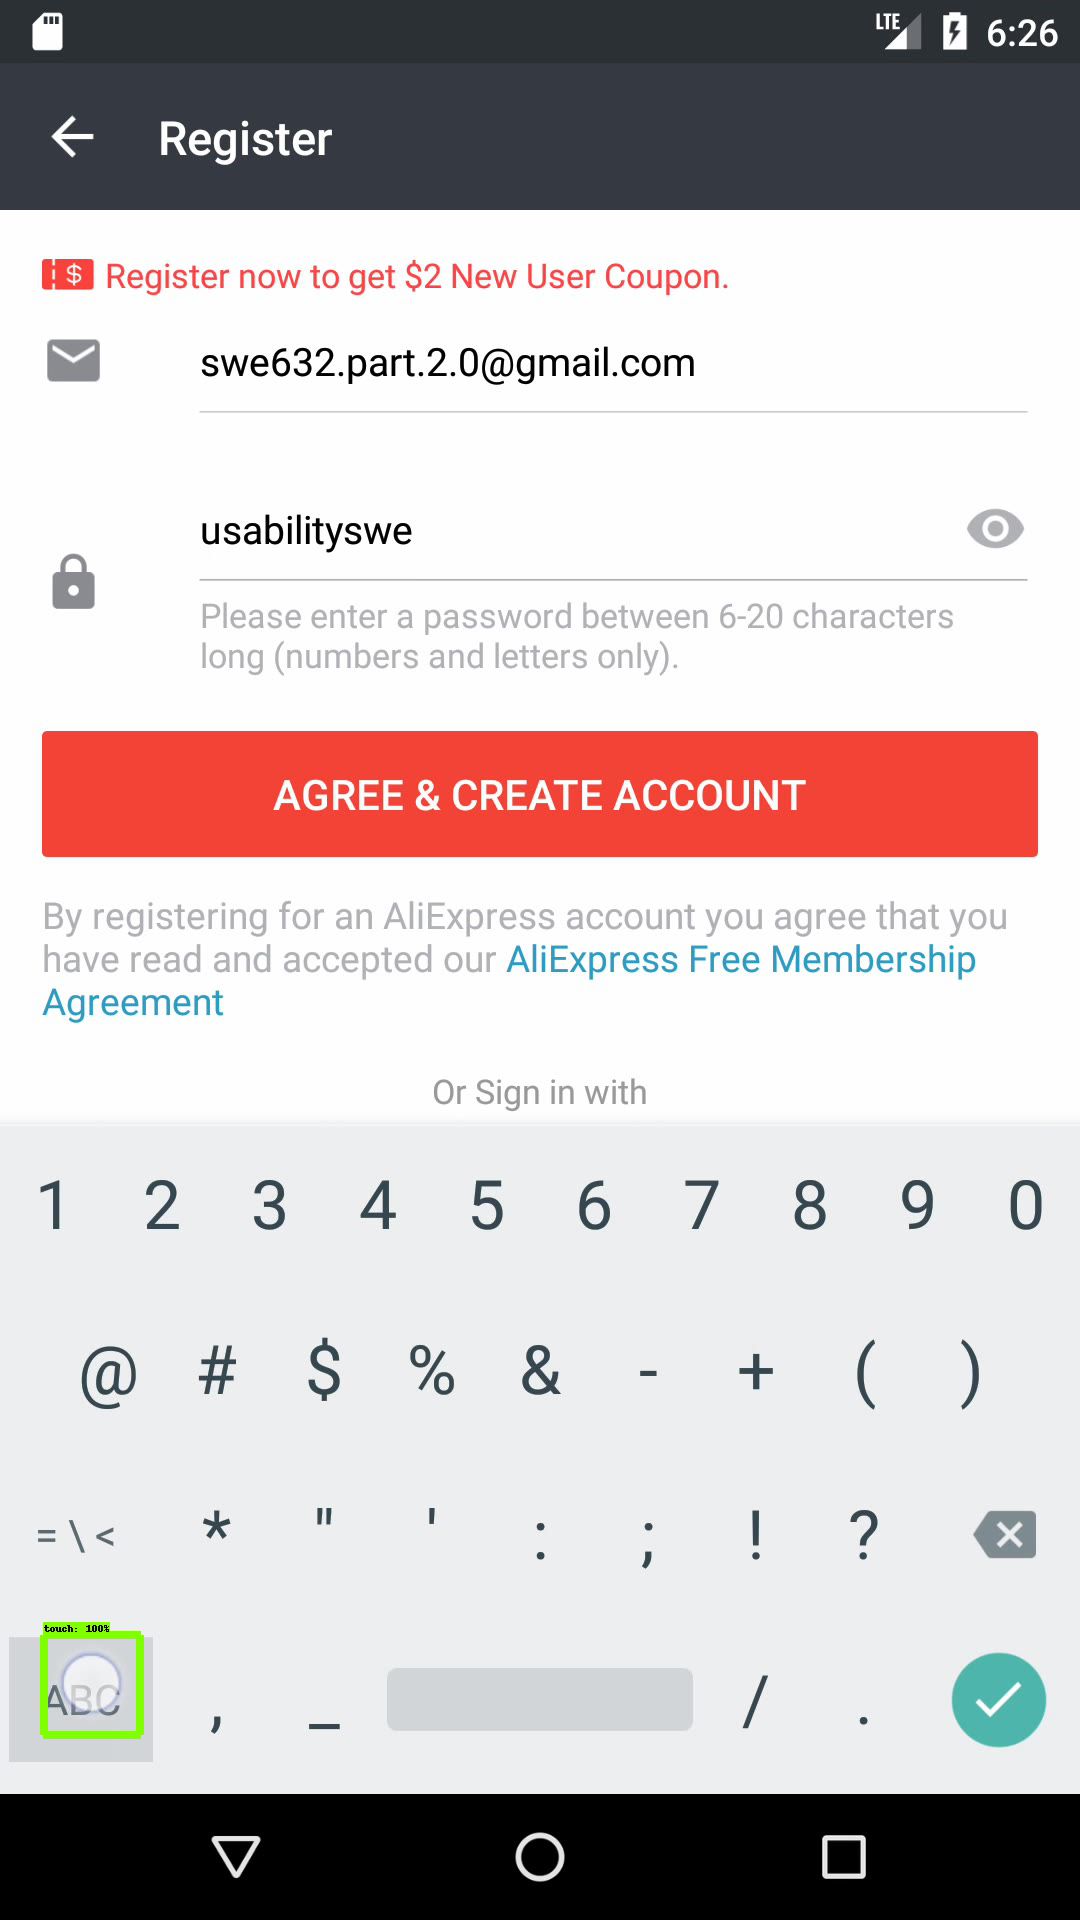 LTE 6:26
Register
$ Register now to get $2 New User Coupon.
swe632.part.2.0@gmail.com
usabilityswe
Please enter a password between 6-20 characters
long (numbers and letters only).
AGREE & CREATE ACCOUNT
By registering for an AliExpress account you agree that you
have read and accepted our AliExpress Free Membership
Agreement
Or Sign in with
1 2 3 4 5 6 7 8 9 0
@ # $ % & - + ( )
= \ < * " ' : ; ! ?
touch: 100%
ABC , _ / .